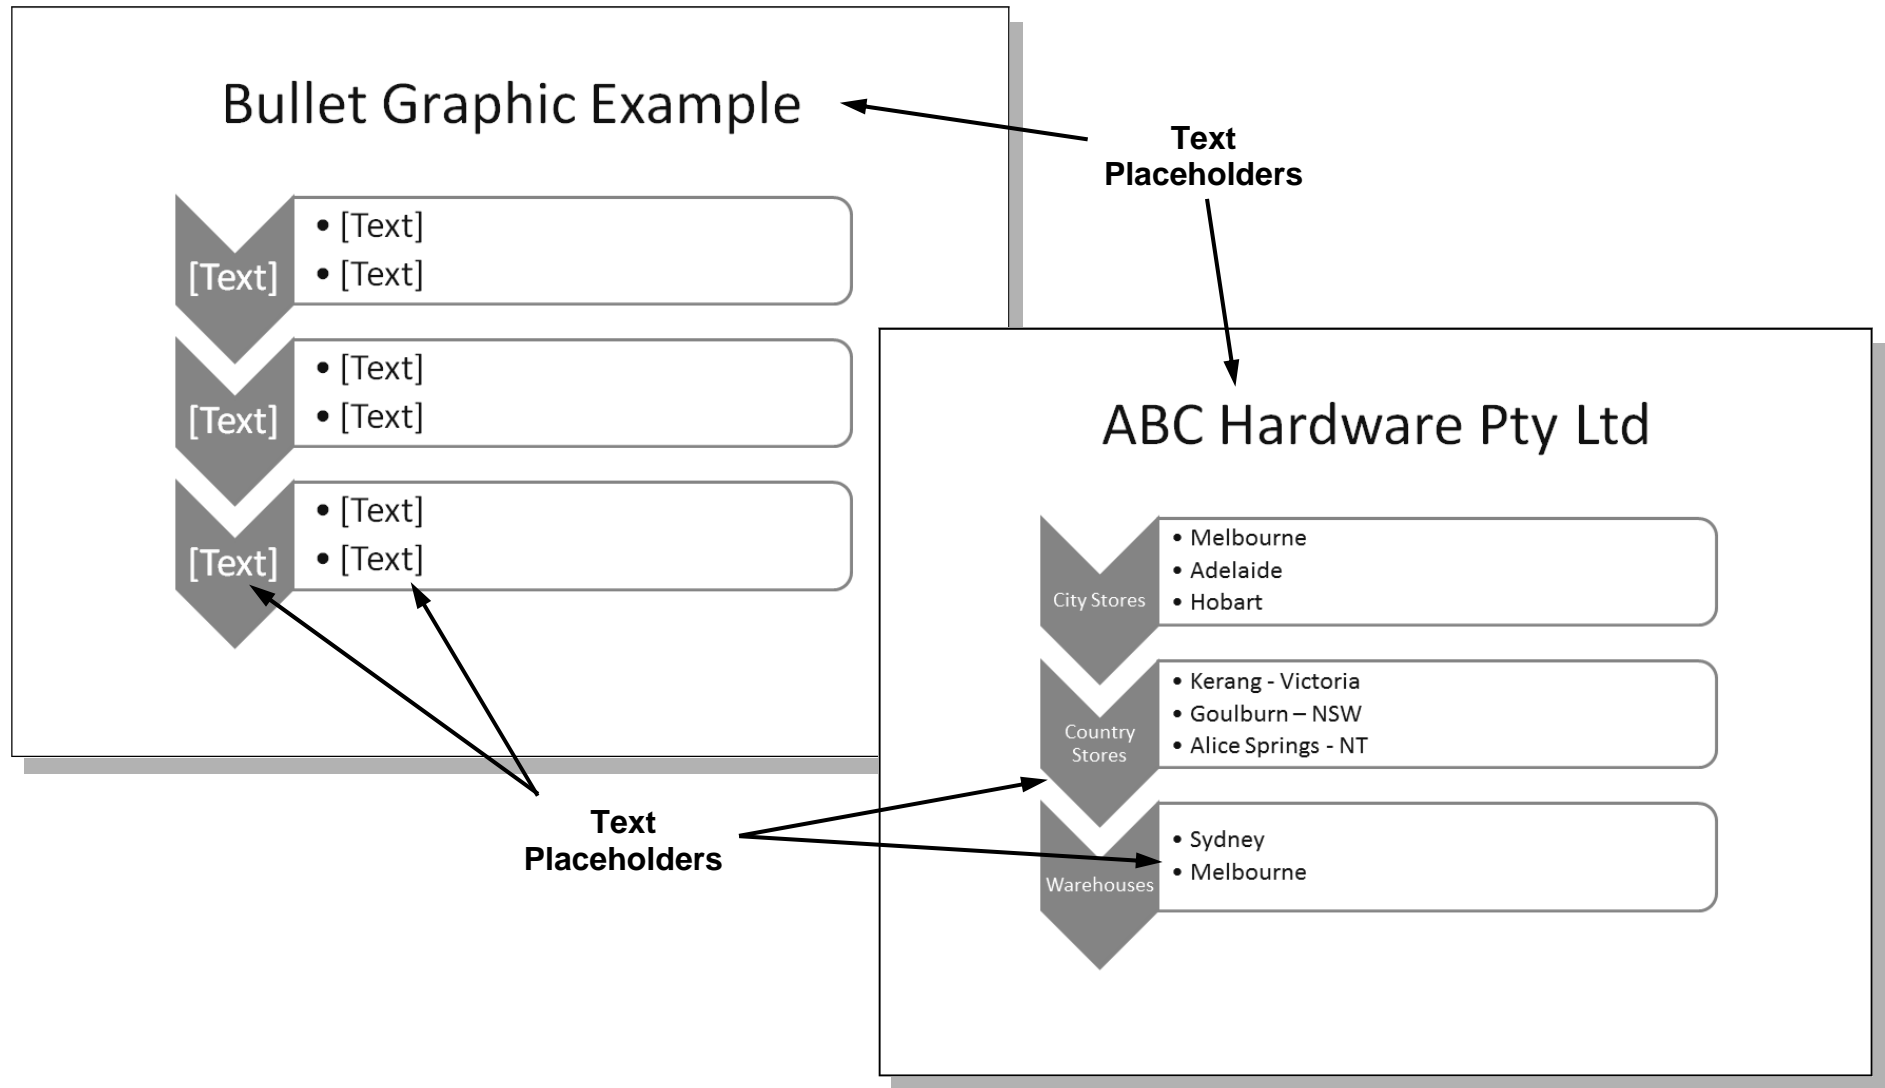 Bullet Graphic Example
Text
Placeholders
[Text]
• [Text]
• [Text]
[Text]
• [Text]
• [Text]
[Text]
• [Text]
• [Text]
Text
Placeholders
ABC Hardware Pty Ltd
City Stores
• Melbourne
• Adelaide
• Hobart
Country
Stores
• Kerang - Victoria
• Goulburn – NSW
• Alice Springs - NT
Warehouses
• Sydney
• Melbourne